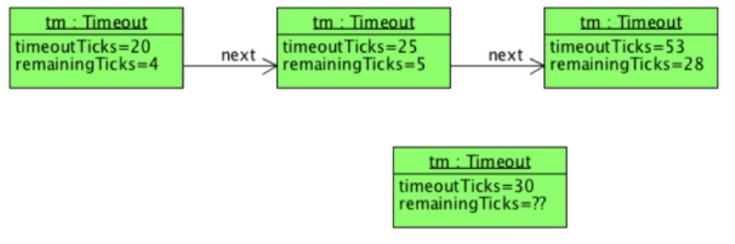 tm : Timeout
timeoutTicks=20
remainingTicks=4
next
tm : Timeout
timeoutTicks=25
remainingTicks=5
next
tm : Timeout
timeoutTicks=53
remainingTicks=28
tm : Timeout
timeoutTicks=30
remainingTicks=??